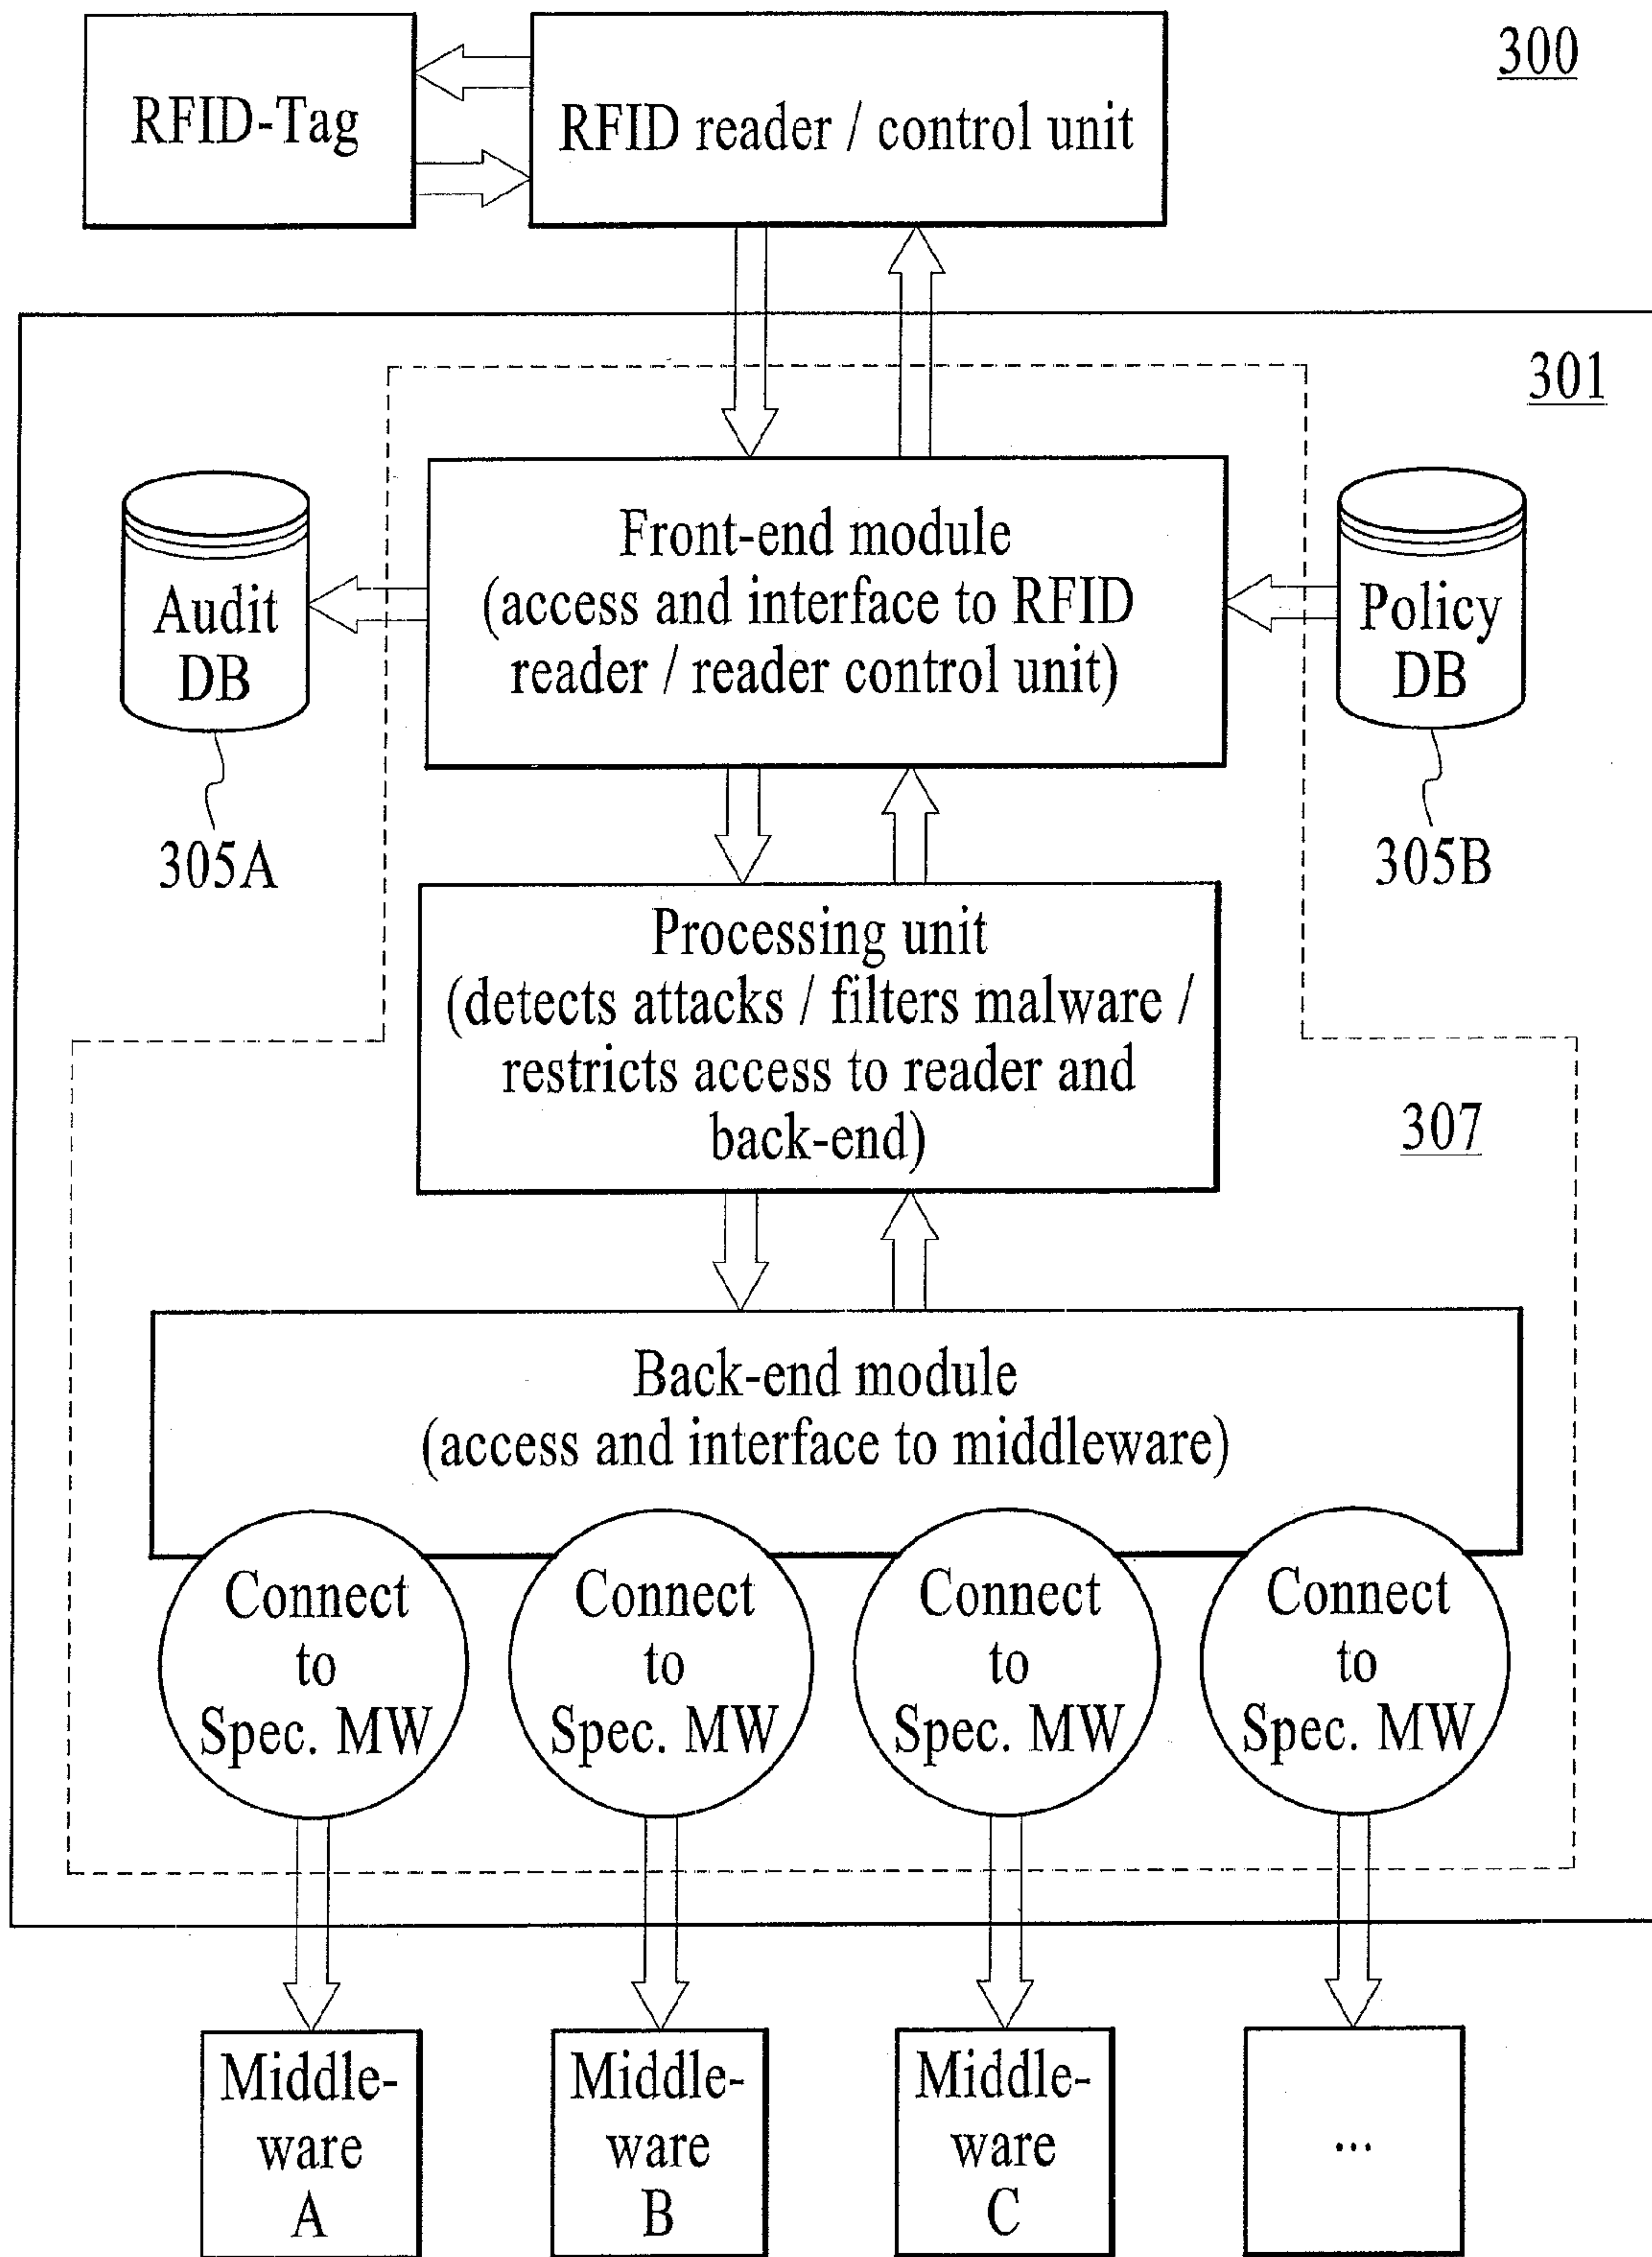 300
RFID-Tag
RFID reader / control unit
301
Front-end module
(access and interface to RFID
reader / reader control unit)
Audit
DB
Policy
DB
305A
305B
Processing unit
(detects attacks / filters malware /
restricts access to reader and
back-end)
307
Back-end module
(access and interface to middleware)
Connect
to
Spec. MW
Connect
to
Spec. MW
Connect
to
Spec. MW
Connect
to
Spec. MW
Middle-
ware
A
Middle-
ware
B
Middle-
ware
C
...